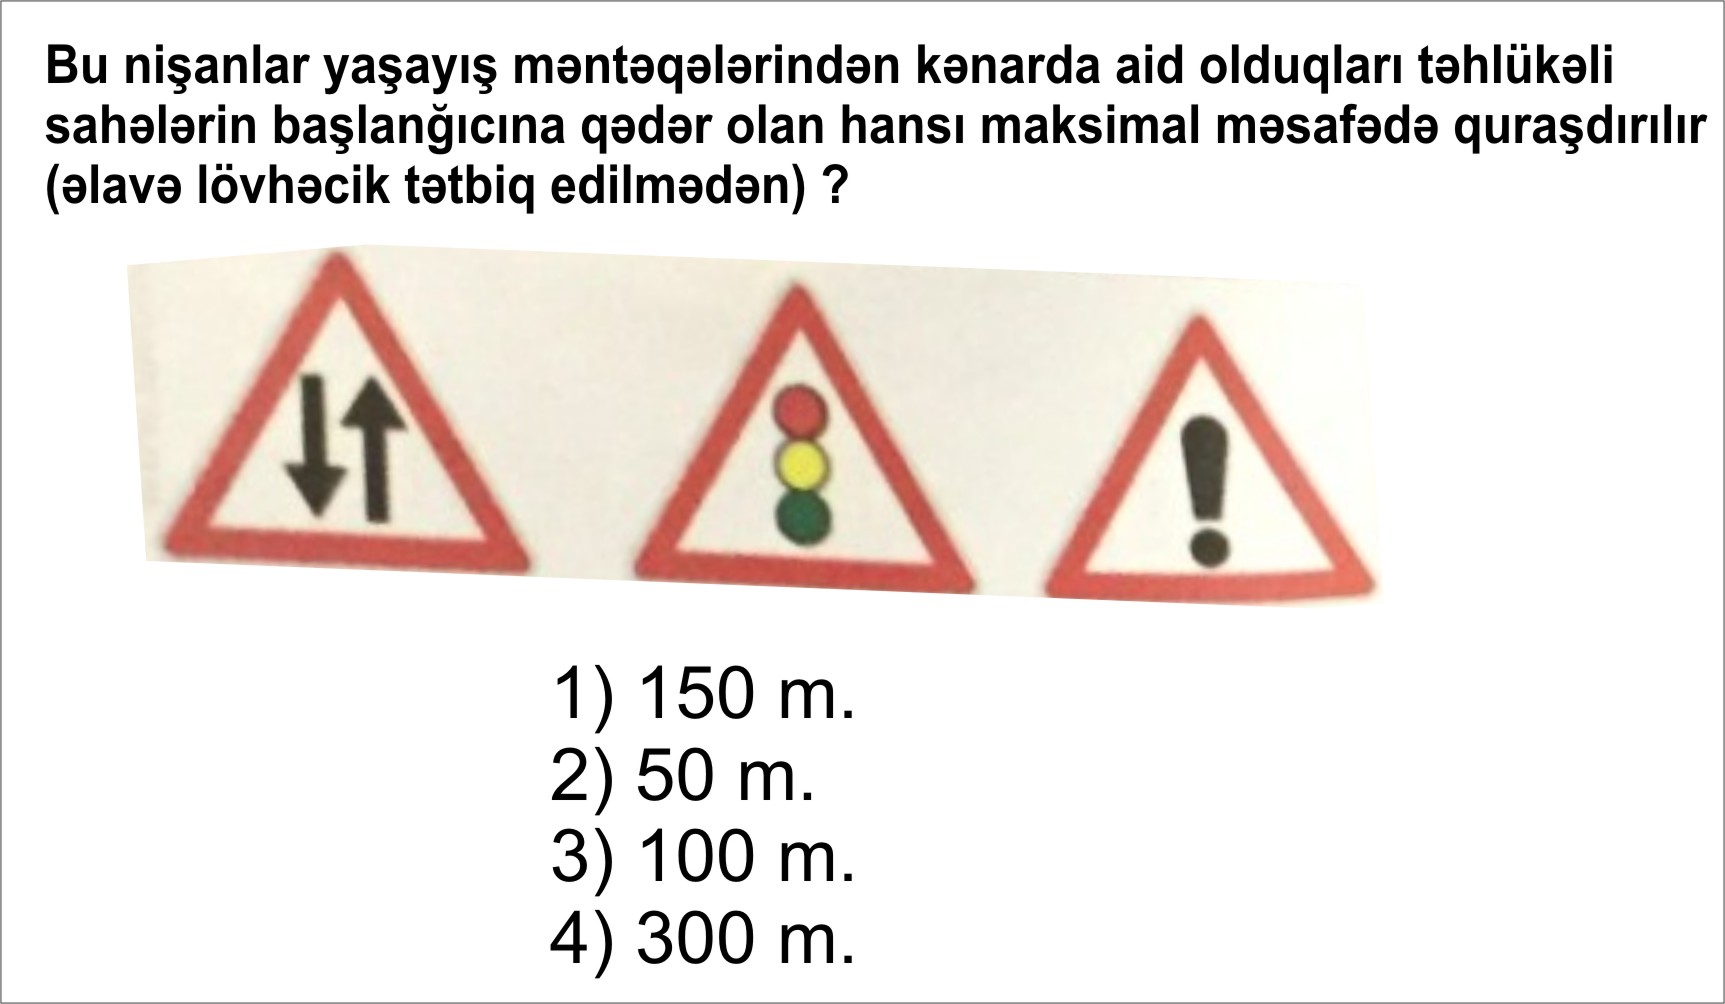 Bu nişanlar yaşayış məntəqələrindən kənarda aid olduqları təhlükəli
sahələrin başlanğıcına qədər olan hansı maksimal məsafədə quraşdırılır
(əlavə lövhəcik tətbiq edilmədən) ?
1) 150 m.
2) 50 m.
3) 100 m.
4) 300 m.